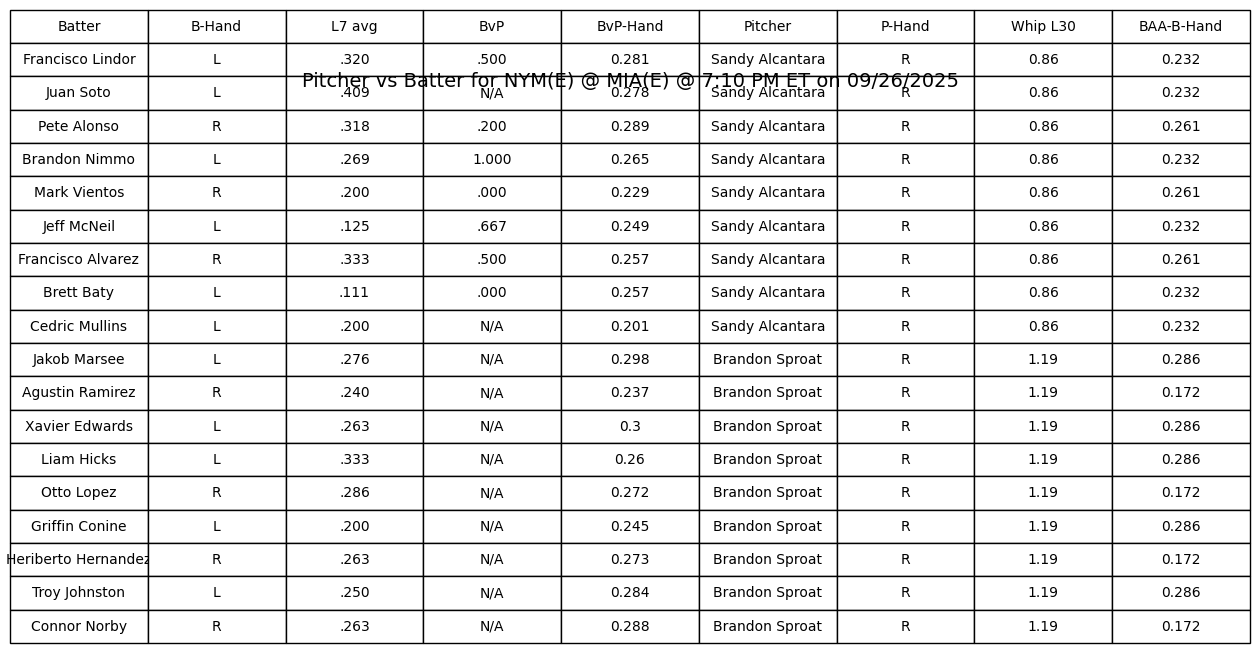 Batter B-Hand L7 avg BvP BvP-Hand Pitcher P-Hand Whip L30 BAA-B-Hand
Francisco Lindor L .320 .500 0.281 Sandy Alcantara R 0.86 0.232
Pitcher vs Batter for NYM(E) @ MIA(E) @ 7:10 PM ET on 09/26/2025
Juan Soto L .409 N/A 0.278 Sandy Alcantara R 0.86 0.232
Pete Alonso R .318 .200 0.289 Sandy Alcantara R 0.86 0.261
Brandon Nimmo L .269 1.000 0.265 Sandy Alcantara R 0.86 0.232
Mark Vientos R .200 .000 0.229 Sandy Alcantara R 0.86 0.261
Jeff McNeil L .125 .667 0.249 Sandy Alcantara R 0.86 0.232
Francisco Alvarez R .333 .500 0.257 Sandy Alcantara R 0.86 0.261
Brett Baty L .111 .000 0.257 Sandy Alcantara R 0.86 0.232
Cedric Mullins L .200 N/A 0.201 Sandy Alcantara R 0.86 0.232
Jakob Marsee L .276 N/A 0.298 Brandon Sproat R 1.19 0.286
Agustin Ramirez R .240 N/A 0.237 Brandon Sproat R 1.19 0.172
Xavier Edwards L .263 N/A 0.3 Brandon Sproat R 1.19 0.286
Liam Hicks L .333 N/A 0.26 Brandon Sproat R 1.19 0.286
Otto Lopez R .286 N/A 0.272 Brandon Sproat R 1.19 0.172
Griffin Conine L .200 N/A 0.245 Brandon Sproat R 1.19 0.286
Heriberto Hernandez R .263 N/A 0.273 Brandon Sproat R 1.19 0.172
Troy Johnston L .250 N/A 0.284 Brandon Sproat R 1.19 0.286
Connor Norby R .263 N/A 0.288 Brandon Sproat R 1.19 0.172